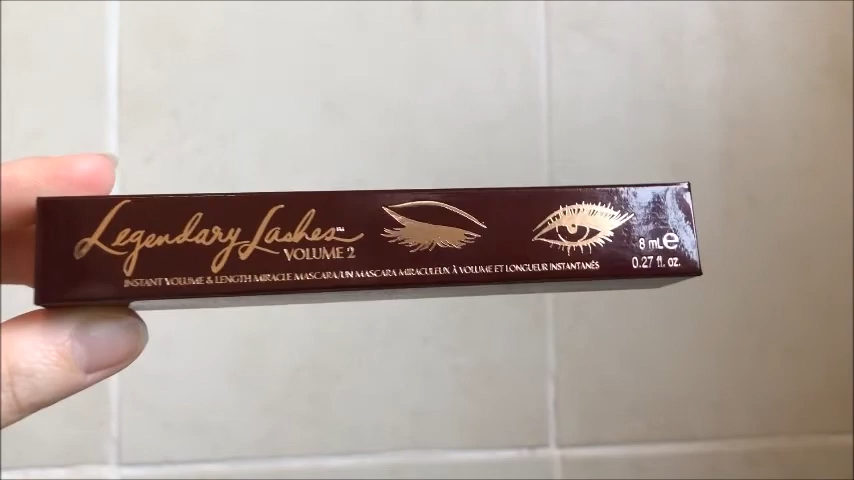 Legendary Lashes™
VOLUME 2
INSTANT VOLUME & LENGTH MIRACLE MASCARA/UN MASCARA MIRACULEUX À VOLUME ET LONGUEUR INSTANTANÉS
8 mL℮
0.27 fl. oz.